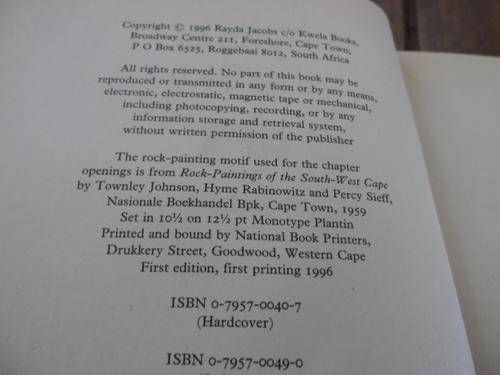 Copyright © 1996 Rayda Jacobs c/o Kwela Books,
Broadway Centre 211, Foreshore, Cape Town;
P O Box 6525, Roggebaai 8012, South Africa
All rights reserved. No part of this book may be
reproduced or transmitted in any form or by any means,
electronic, electrostatic, magnetic tape or mechanical,
including photocopying, recording, or by any
information storage and retrieval system,
without written permission of the publisher
The rock-painting motif used for the chapter
openings is from Rock-Paintings of the South-West Cape
by Townley Johnson, Hyme Rabinowitz and Percy Sieff,
Nasionale Boekhandel Bpk, Cape Town, 1959
Set in 10½ on 12½ pt Monotype Plantin
Printed and bound by National Book Printers,
Drukkery Street, Goodwood, Western Cape
First edition, first printing 1996
ISBN 0-7957-0040-7
(Hardcover)
ISBN 0-7957-0049-0